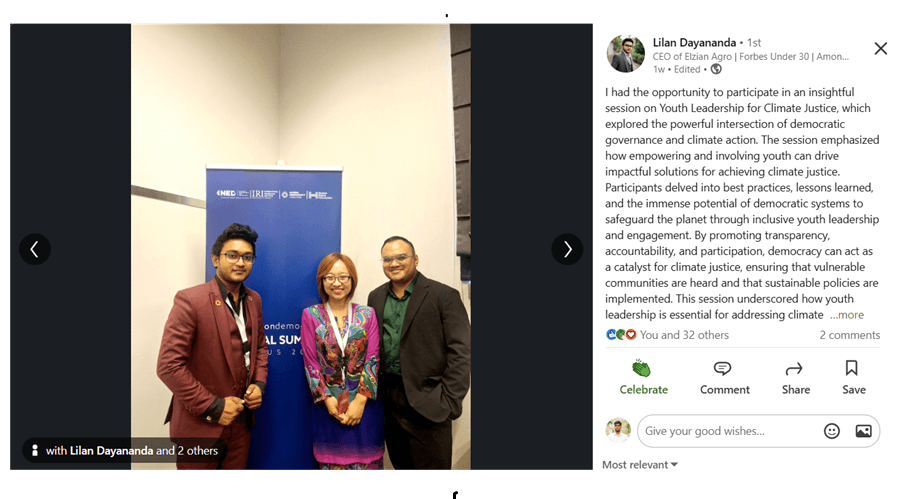 NED
IRI
ondemo
AL SUM
US 2
with Lilan Dayananda and 2 others
Lilan Dayananda • 1st
CEO of Elzian Agro | Forbes Under 30 | Amon...
1w • Edited •
I had the opportunity to participate in an insightful
session on Youth Leadership for Climate Justice, which
explored the powerful intersection of democratic
governance and climate action. The session emphasized
how empowering and involving youth can drive
impactful solutions for achieving climate justice.
Participants delved into best practices, lessons learned,
and the immense potential of democratic systems to
safeguard the planet through inclusive youth leadership
and engagement. By promoting transparency,
accountability, and participation, democracy can act as
a catalyst for climate justice, ensuring that vulnerable
communities are heard and that sustainable policies are
implemented. This session underscored how youth
leadership is essential for addressing climate ...more
You and 32 others 2 comments
Celebrate Comment Share Save
Give your good wishes...
Most relevant